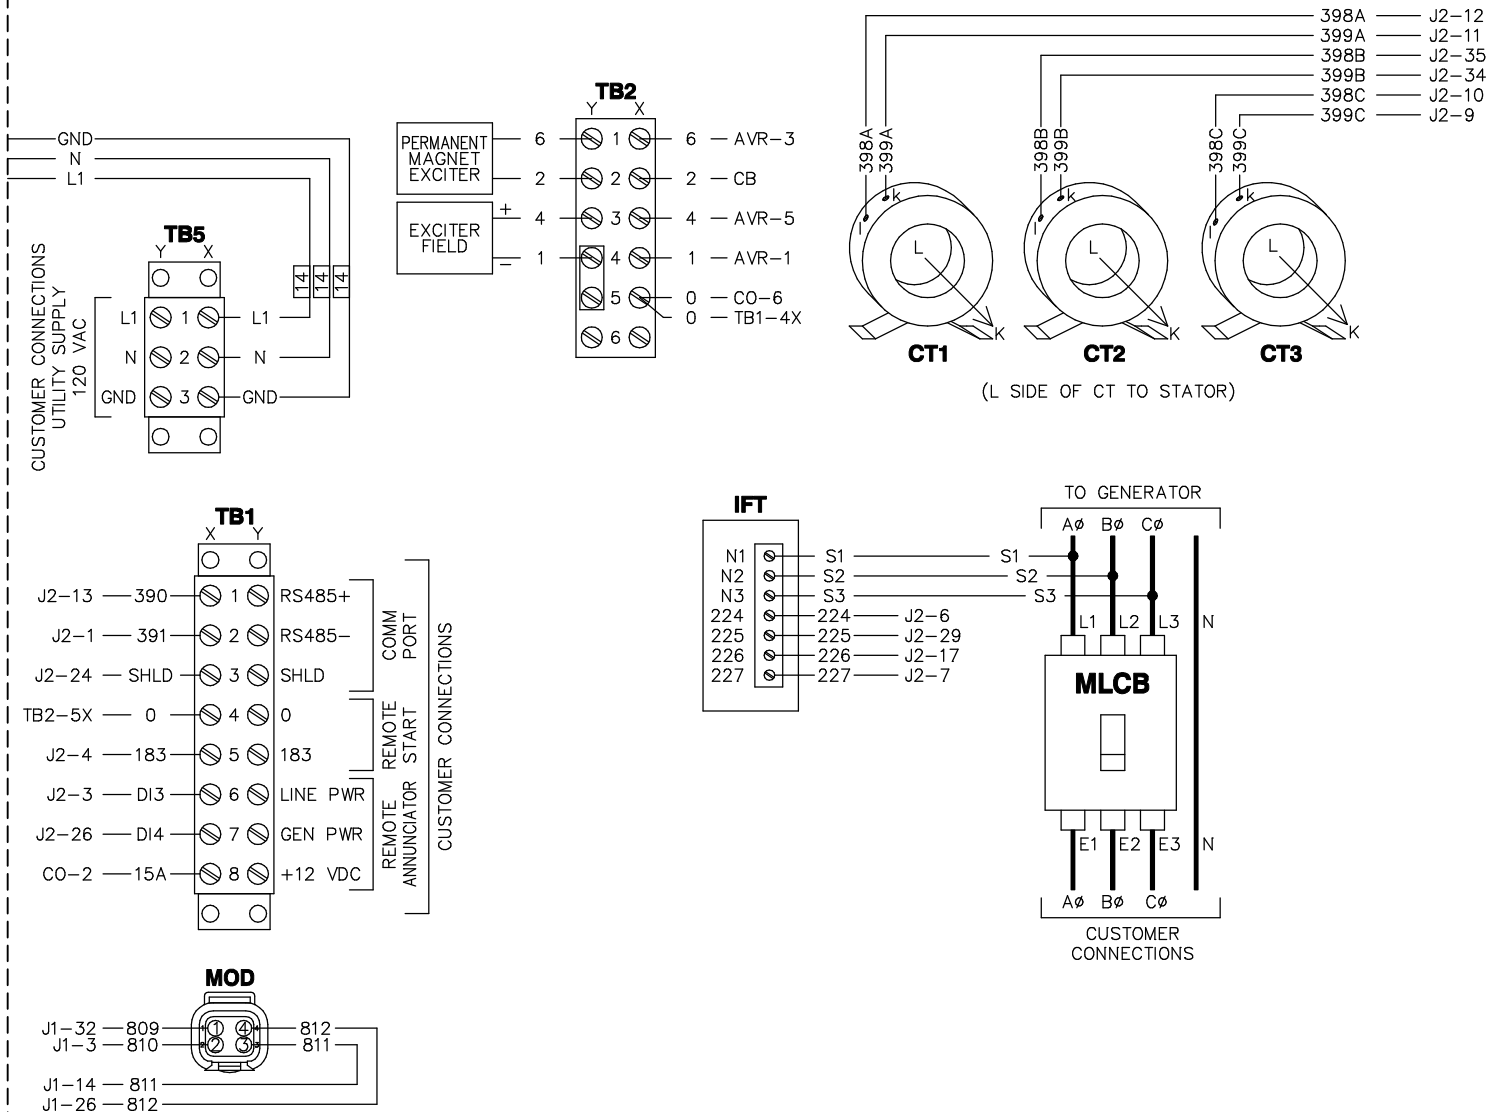 398A J2-12
399A J2-11
398B J2-35
399B J2-34
398C J2-10
399C J2-9
GND
N
L1
TB5
Y X
14 14 14
L1 1 L1
N 2 N
GND 3 GND
CUSTOMER CONNECTIONS
UTILITY SUPPLY
120 VAC
TB2
Y X
PERMANENT
MAGNET
EXCITER
EXCITER
FIELD
+
-
6 1 6 AVR-3
2 2 2 CB
4 3 4 AVR-5
1 4 1 AVR-1
5 0 CO-6
0 TB1-4X
6
398A
399A
398B
399B
398C
399C
l k L K
l k L K
l k L K
CT1 CT2 CT3
(L SIDE OF CT TO STATOR)
TB1
X Y
J2-13 390 1 RS485+
J2-1 391 2 RS485-
J2-24 SHLD 3 SHLD
TB2-5X 0 4 0
J2-4 183 5 183
J2-3 DI3 6 LINE PWR
J2-26 DI4 7 GEN PWR
CO-2 15A 8 +12 VDC
COMM
PORT
REMOTE
START
REMOTE
ANNUNCIATOR
CUSTOMER CONNECTIONS
IFT
N1 S1 S1
N2 S2 S2
N3 S3 S3
224 224 J2-6
225 225 J2-29
226 226 J2-17
227 227 J2-7
TO GENERATOR
AØ BØ CØ
L1 L2 L3 N
MLCB
E1 E2 E3 N
AØ BØ CØ
CUSTOMER
CONNECTIONS
MOD
J1-32 809 1 1 4 4 812
J1-3 810 2 2 3 3 811
J1-14 811
J1-26 812